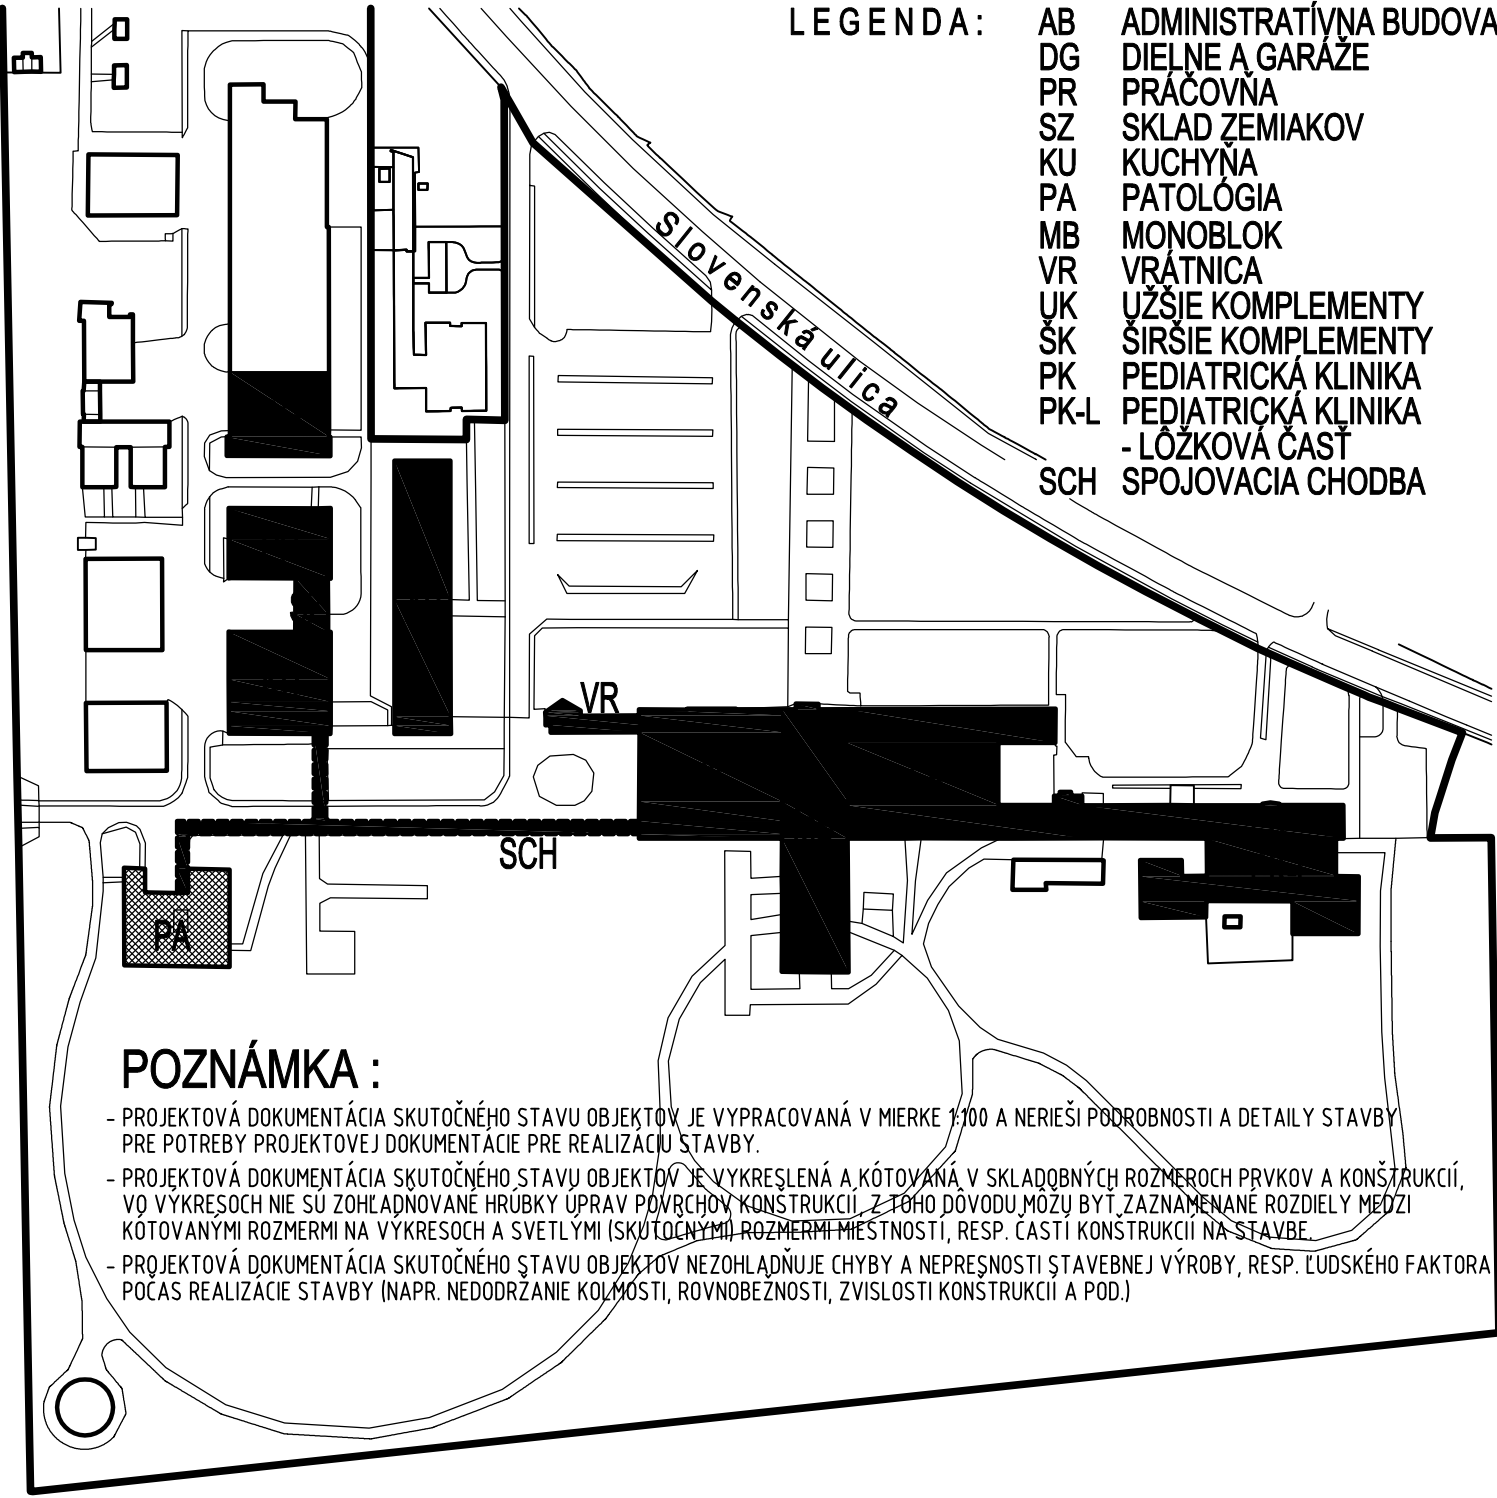 LEGENDA:
AB ADMINISTRATÍVNA BUDOVA
DG DIELNE A GARÁŽE
PR PRÁČOVŇA
SZ SKLAD ZEMIAKOV
KU KUCHYŇA
PA PATOLÓGIA
MB MONOBLOK
VR VRÁTNICA
UK UŽŠIE KOMPLEMENTY
ŠK ŠIRŠIE KOMPLEMENTY
PK PEDIATRICKÁ KLINIKA
PK-L PEDIATRICKÁ KLINIKA
- LÔŽKOVÁ ČASŤ
SCH SPOJOVACIA CHODBA
Slovenská ulica
VR
SCH
PA
POZNÁMKA :
- PROJEKTOVÁ DOKUMENTÁCIA SKUTOČNÉHO STAVU OBJEKTOV JE VYPRACOVANÁ V MIERKE 1:100 A NERIEŠI PODROBNOSTI A DETAILY STAVBY
PRE POTREBY PROJEKTOVEJ DOKUMENTÁCIE PRE REALIZÁCIU STAVBY.
- PROJEKTOVÁ DOKUMENTÁCIA SKUTOČNÉHO STAVU OBJEKTOV JE VYKRESLENÁ A KÓTOVANÁ V SKLADOBNÝCH ROZMEROCH PRVKOV A KONŠTRUKCIÍ,
VO VÝKRESOCH NIE SÚ ZOHĽADŇOVANÉ HRÚBKY ÚPRAV POVRCHOV KONŠTRUKCIÍ, Z TOHO DÔVODU MÔŽU BYŤ ZAZNAMENANÉ ROZDIELY MEDZI
KÓTOVANÝMI ROZMERMI NA VÝKRESOCH A SVETLÝMI (SKUTOČNÝMI) ROZMERMI MIESTNOSTÍ, RESP. ČASTÍ KONŠTRUKCIÍ NA STAVBE.
- PROJEKTOVÁ DOKUMENTÁCIA SKUTOČNÉHO STAVU OBJEKTOV NEZOHLADŇUJE CHYBY A NEPRESNOSTI STAVEBNEJ VÝROBY, RESP. ĽUDSKÉHO FAKTORA
POČAS REALIZÁCIE STAVBY (NAPR. NEDODRŽANIE KOLMOSTI, ROVNOBEŽNOSTI, ZVISLOSTI KONŠTRUKCIÍ A POD.)